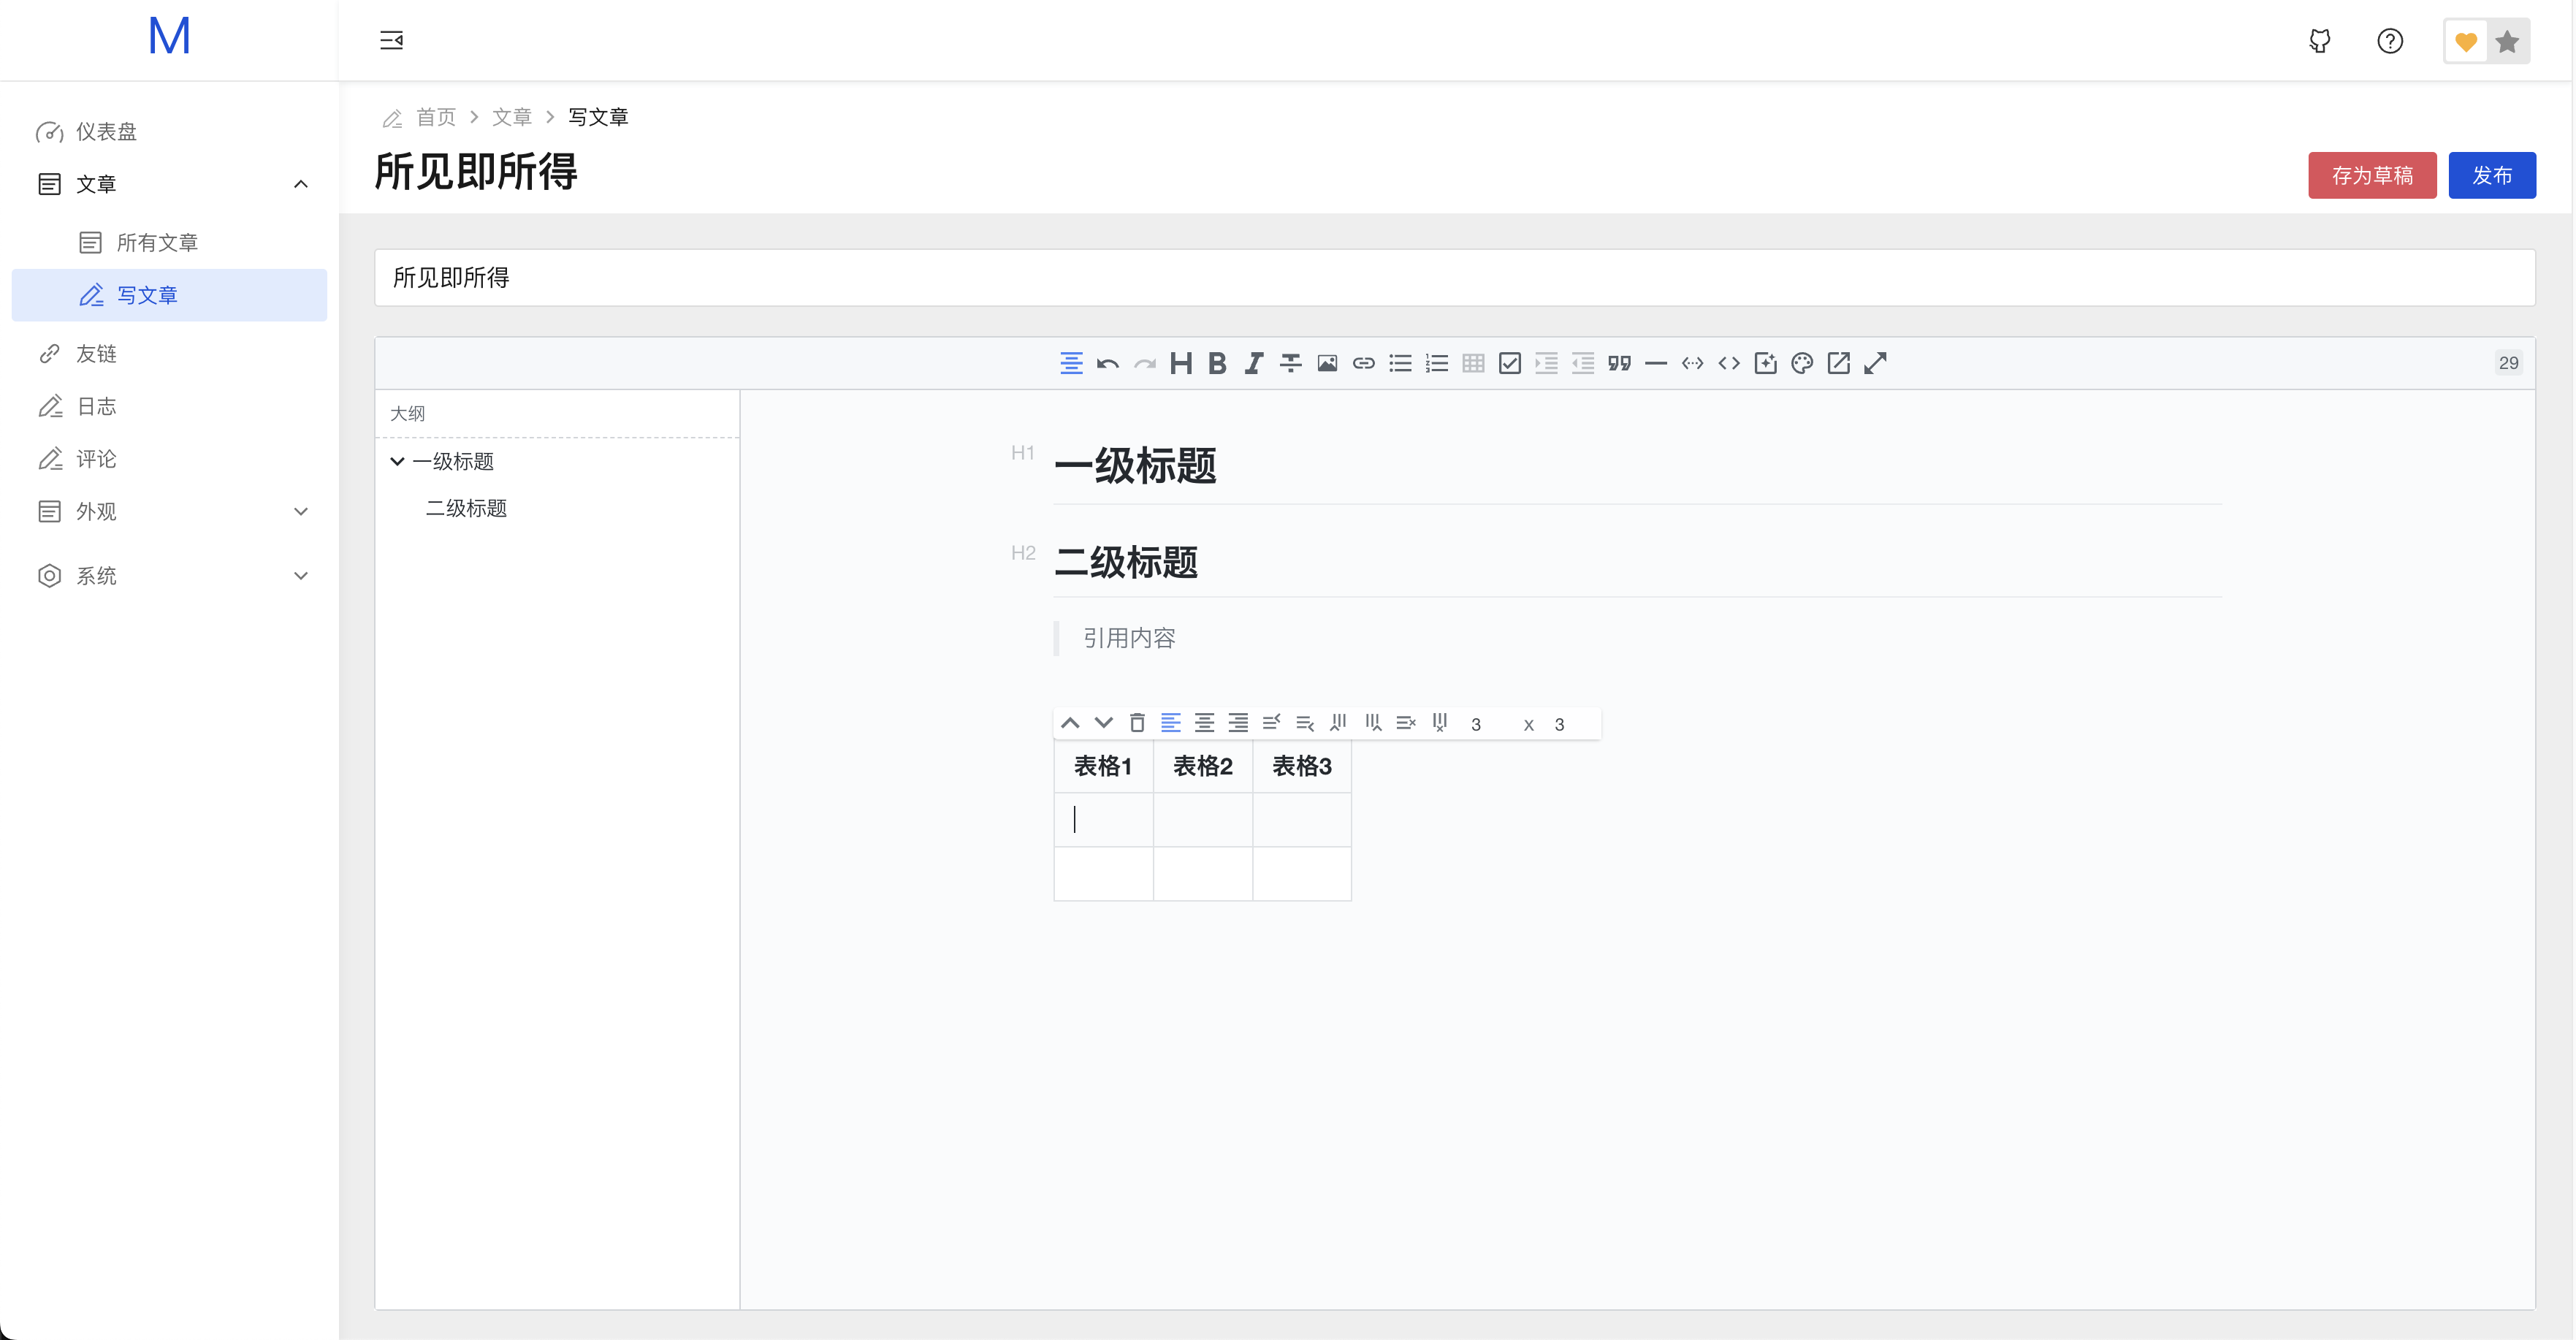 M
仪表盘
文章
所有文章
写文章
友链
日志
评论
外观
系统
首页 > 文章 > 写文章
所见即所得
存为草稿 发布
所见即所得
29
大纲
一级标题
二级标题
H1 一级标题
H2 二级标题
引用内容
3 x 3
表格1 表格2 表格3